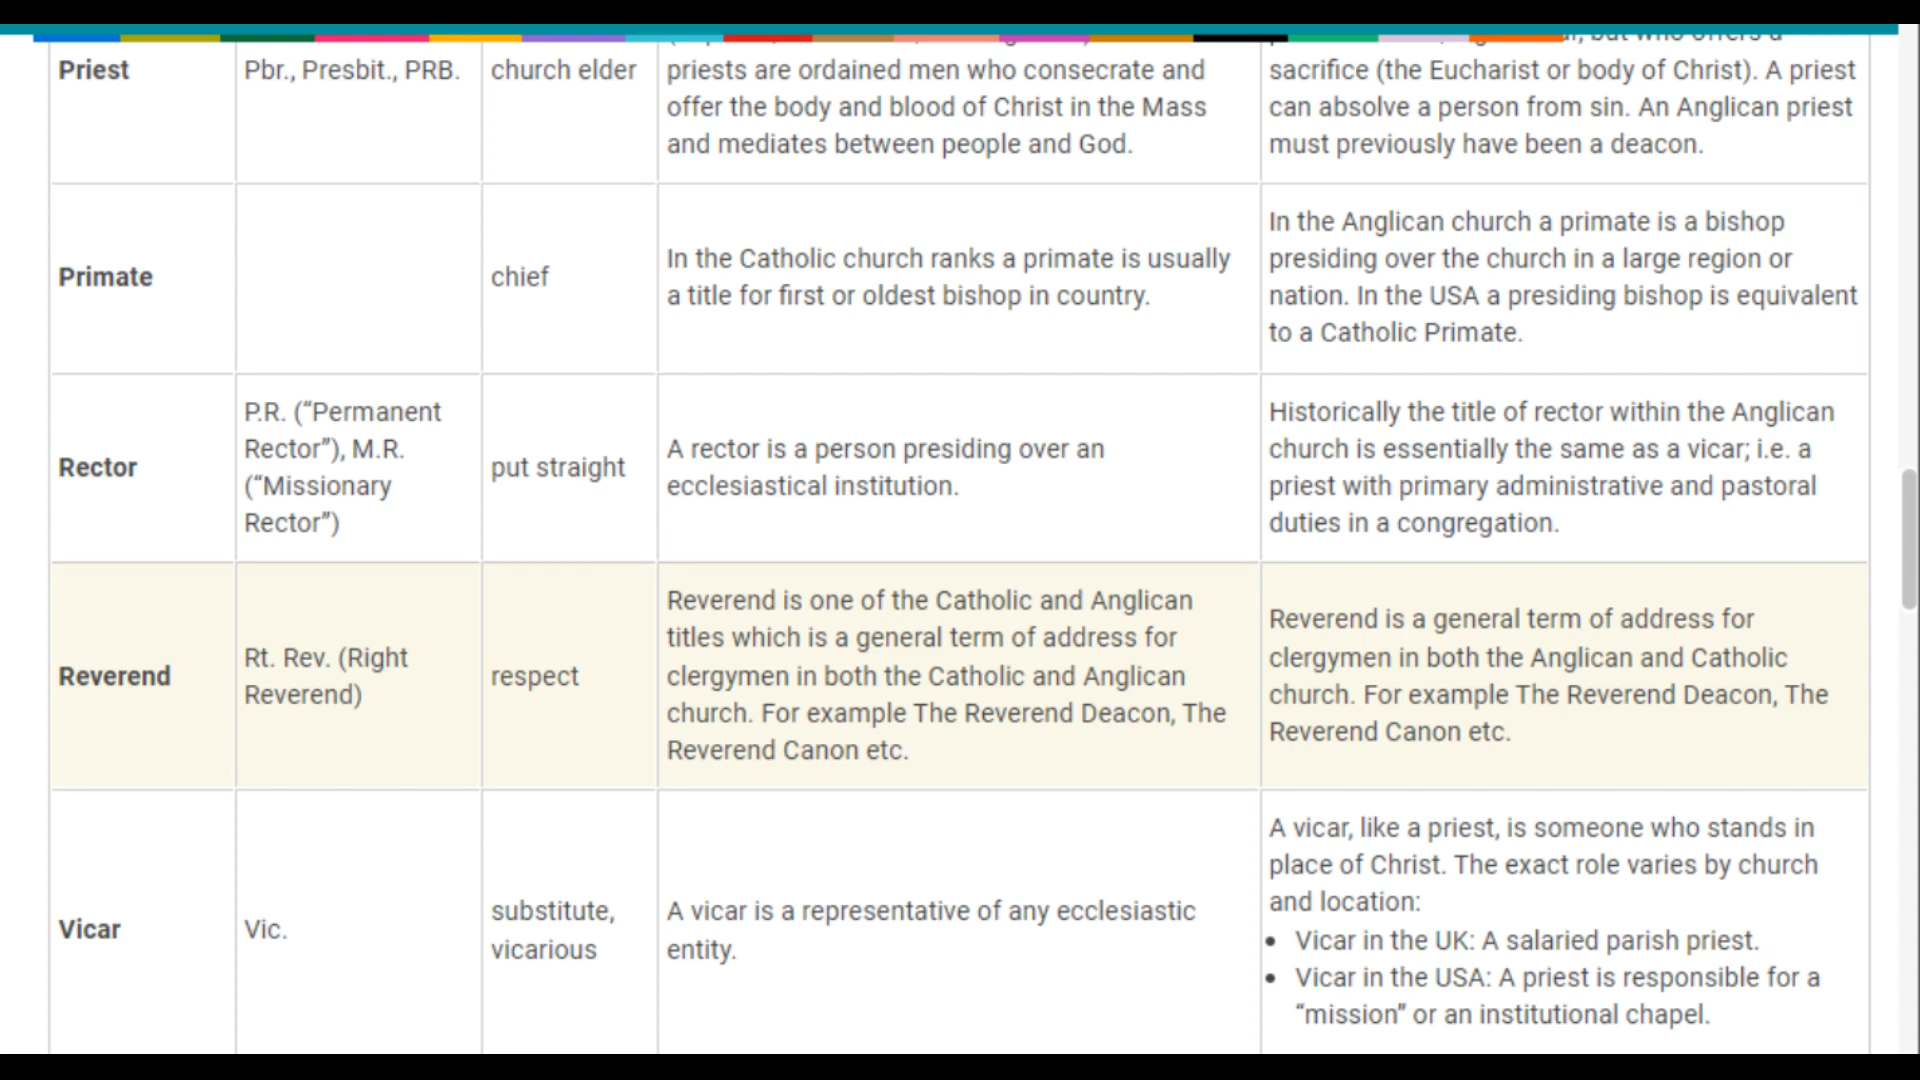 Priest
Pbr., Presbit., PRB.
church elder
priests are ordained men who consecrate and
offer the body and blood of Christ in the Mass
and mediates between people and God.
sacrifice (the Eucharist or body of Christ). A priest
can absolve a person from sin. An Anglican priest
must previously have been a deacon.
Primate
chief
In the Catholic church ranks a primate is usually
a title for first or oldest bishop in country.
In the Anglican church a primate is a bishop
presiding over the church in a large region or
nation. In the USA a presiding bishop is equivalent
to a Catholic Primate.
Rector
P.R. (“Permanent
Rector”), M.R.
(“Missionary
Rector”)
put straight
A rector is a person presiding over an
ecclesiastical institution.
Historically the title of rector within the Anglican
church is essentially the same as a vicar; i.e. a
priest with primary administrative and pastoral
duties in a congregation.
Reverend
Rt. Rev. (Right
Reverend)
respect
Reverend is one of the Catholic and Anglican
titles which is a general term of address for
clergymen in both the Catholic and Anglican
church. For example The Reverend Deacon, The
Reverend Canon etc.
Reverend is a general term of address for
clergymen in both the Anglican and Catholic
church. For example The Reverend Deacon, The
Reverend Canon etc.
Vicar
Vic.
substitute,
vicarious
A vicar is a representative of any ecclesiastic
entity.
A vicar, like a priest, is someone who stands in
place of Christ. The exact role varies by church
and location:
• Vicar in the UK: A salaried parish priest.
• Vicar in the USA: A priest is responsible for a
“mission” or an institutional chapel.